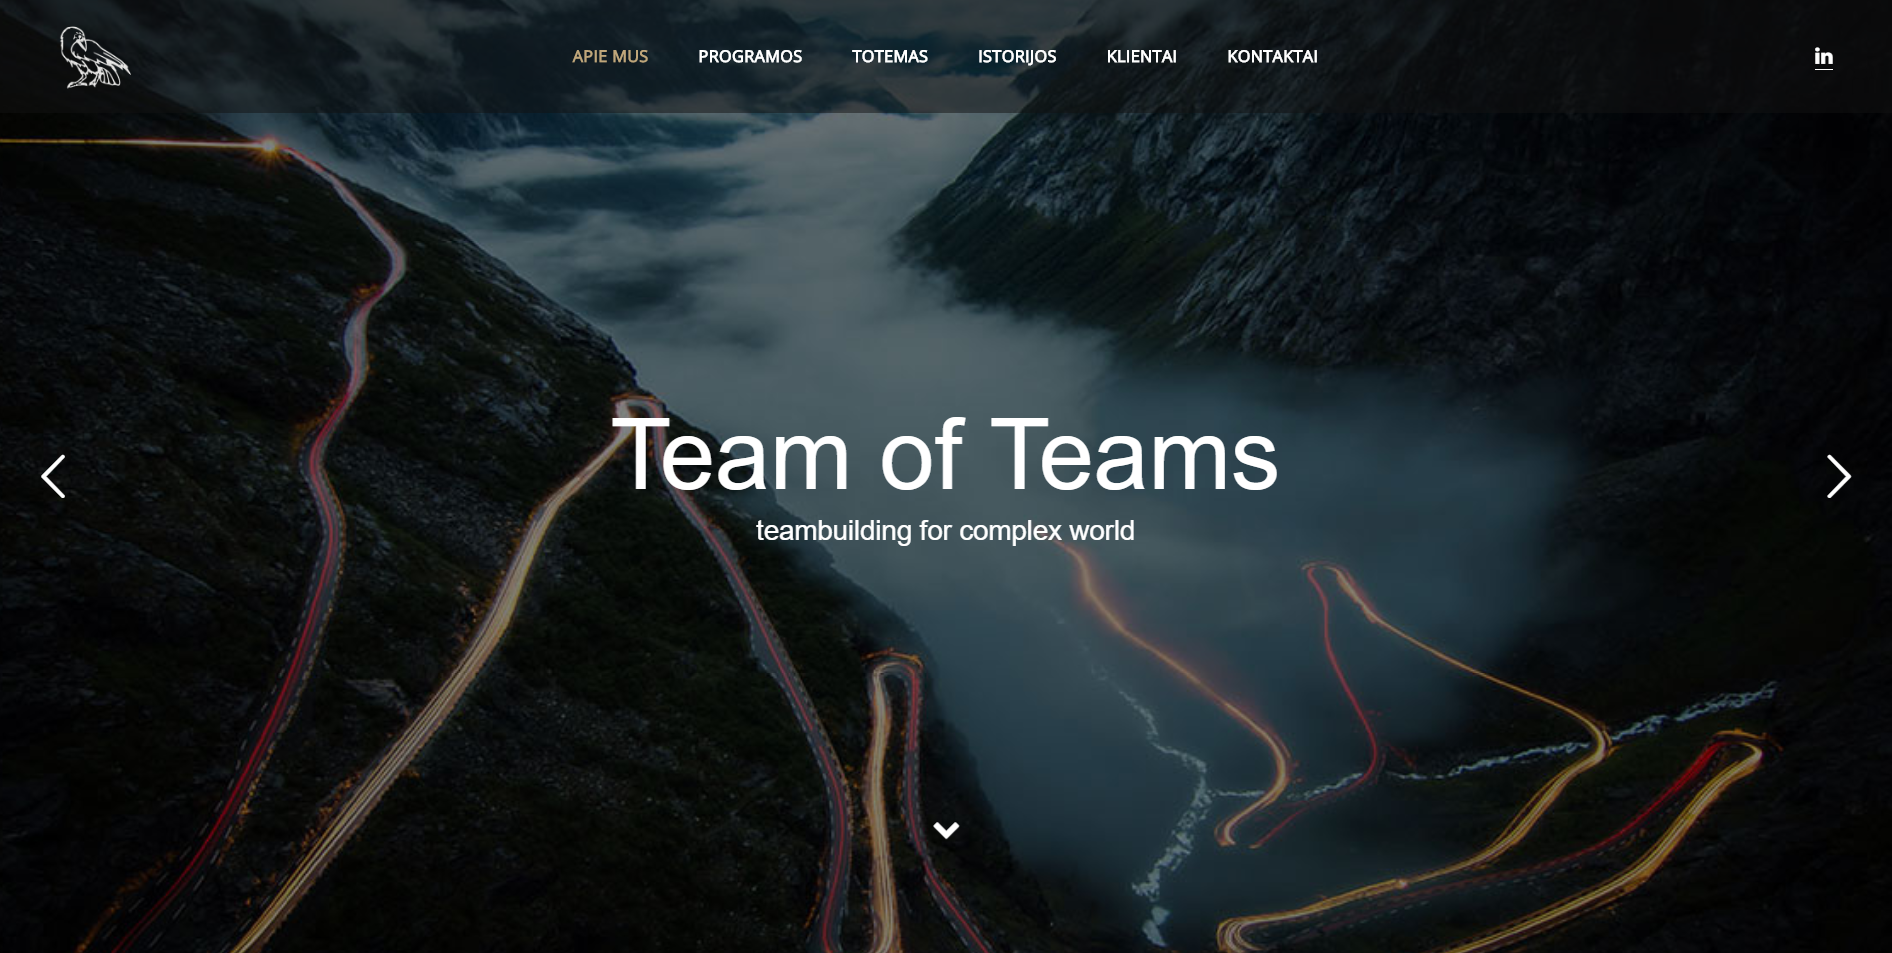 APIE MUS PROGRAMOS TOTEMAS ISTORIJOS KLIENTAI KONTAKTAI in
Team of Teams
teambuilding for complex world